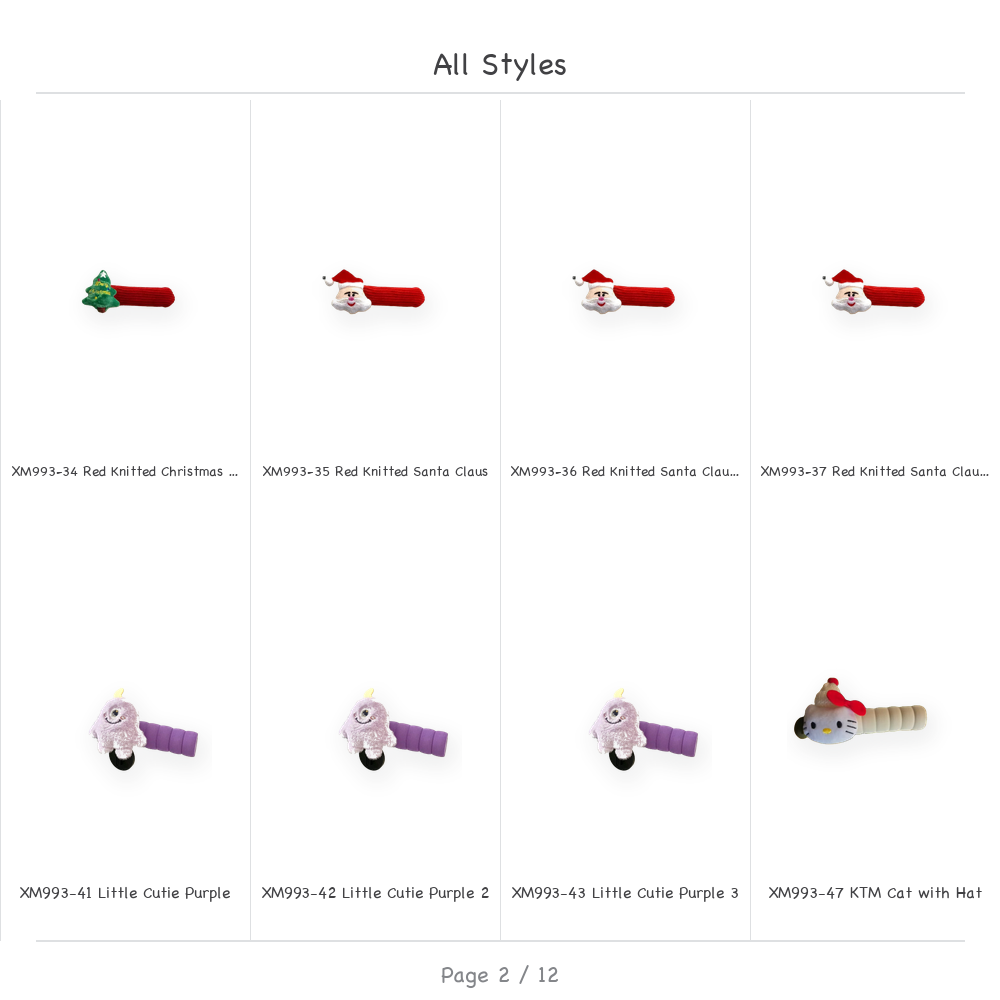 All Styles
XM993-34 Red Knitted Christmas ...
XM993-35 Red Knitted Santa Claus
XM993-36 Red Knitted Santa Clau...
XM993-37 Red Knitted Santa Clau...
XM993-41 Little Cutie Purple
XM993-42 Little Cutie Purple 2
XM993-43 Little Cutie Purple 3
XM993-47 KTM Cat with Hat
Page 2 / 12